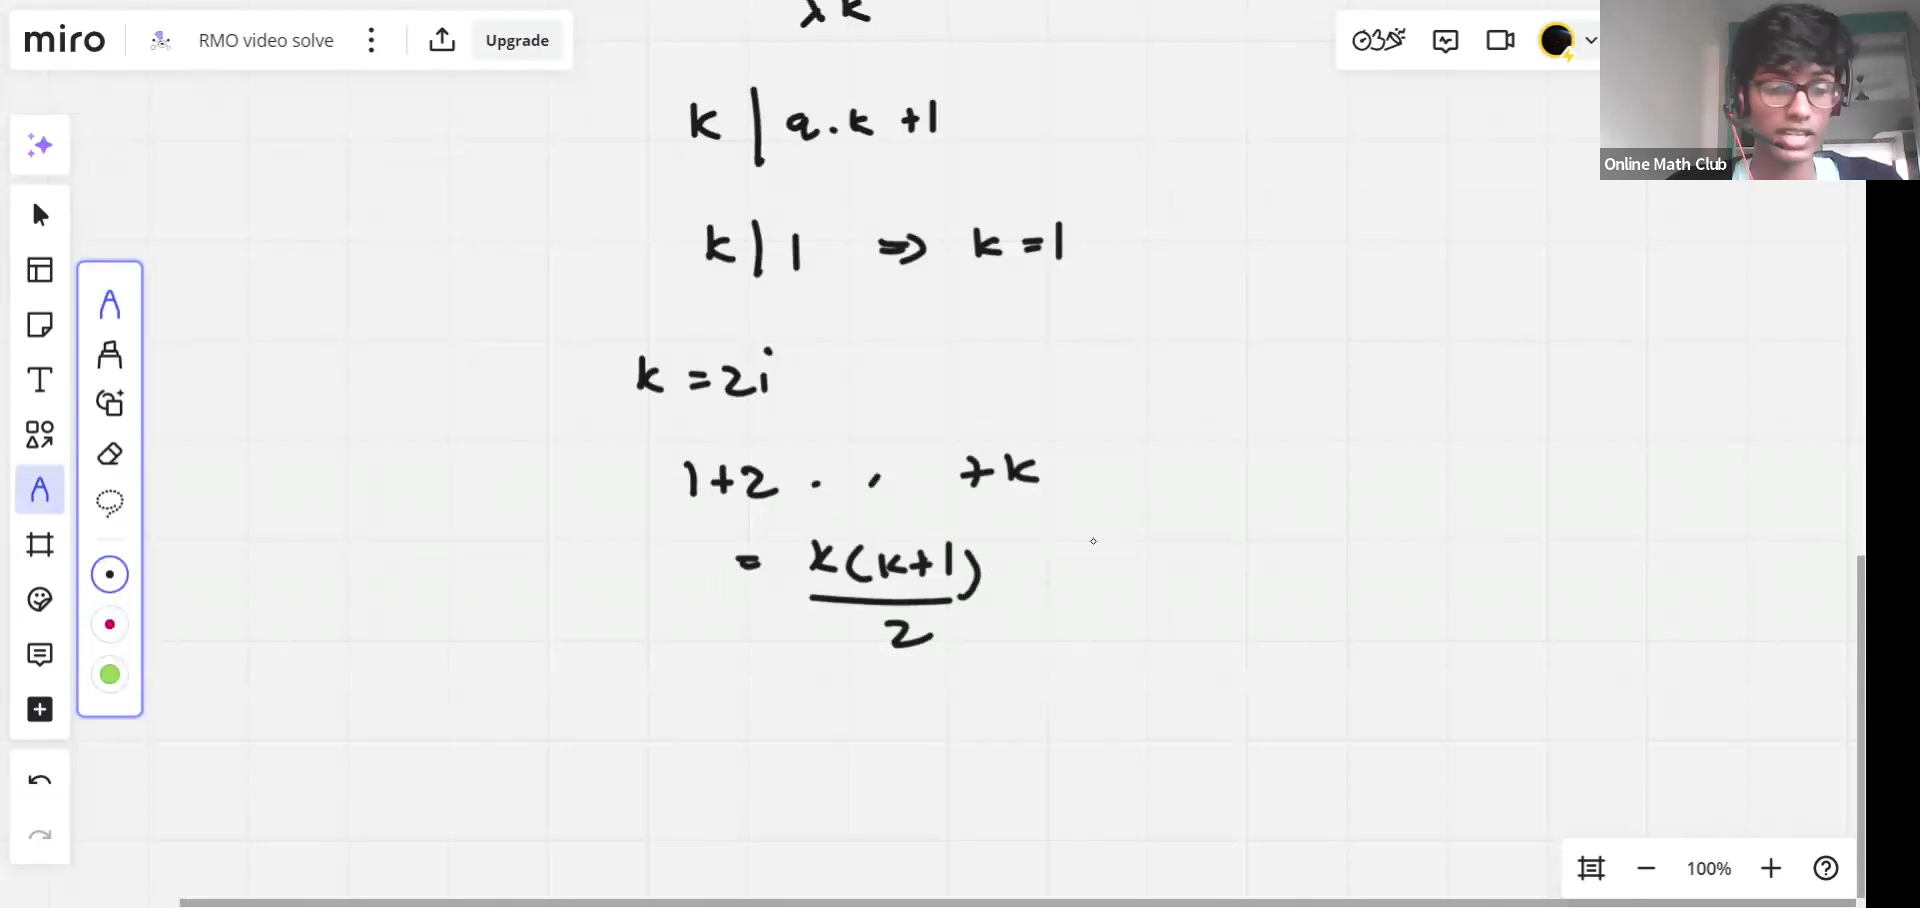 miro
RMO video solve
Upgrade
Online Math Club
k | q.k +1
k | 1 => k =1
k =2i
1+2 . . +k
= k(k+1)
2
100%